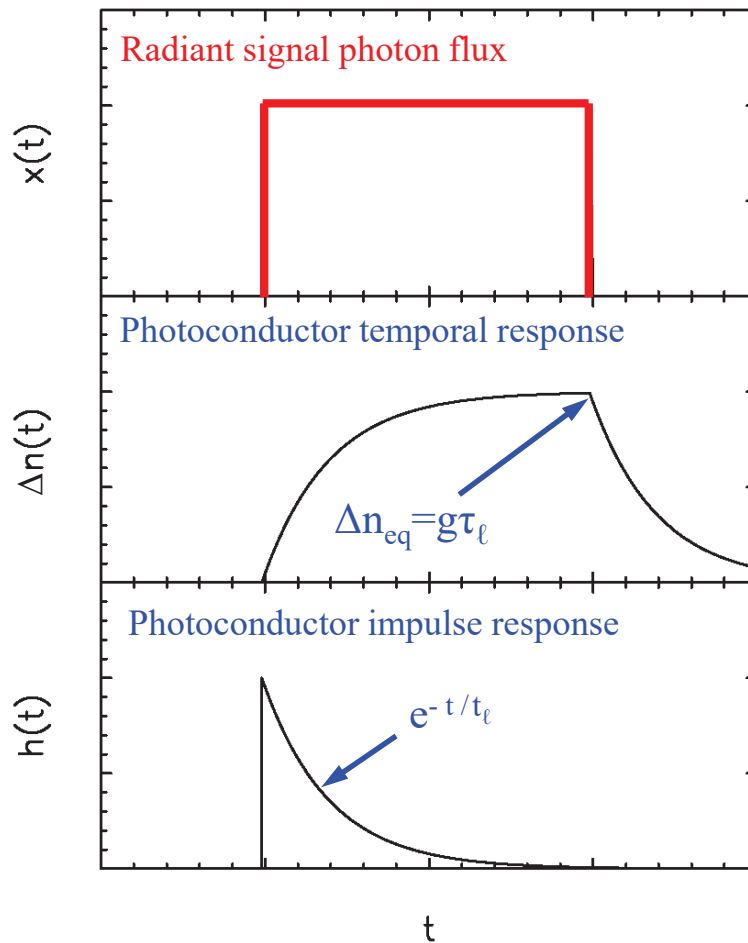 Radiant signal photon flux
x(t)
Photoconductor temporal response
Δn(t)
Δn_eq=gτ_ℓ
Photoconductor impulse response
h(t)
e^{- t/t_ℓ}
t